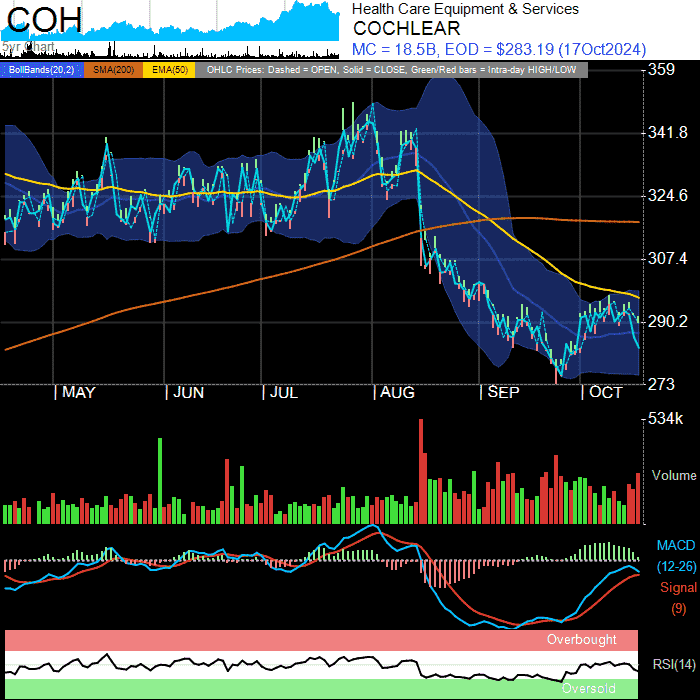 COH
5yr Chart
Health Care Equipment & Services
COCHLEAR
MC = 18.5B, EOD = $283.19 (17Oct2024)
BollBands(20,2) SMA(200) EMA(50) OHLC Prices: Dashed = OPEN, Solid = CLOSE, Green/Red bars = Intra-day HIGH/LOW
359
341.8
324.6
307.4
290.2
273
| MAY | JUN | JUL | AUG | SEP | OCT
534k
Volume
MACD
(12-26)
Signal
(9)
Overbought
RSI(14)
Oversold